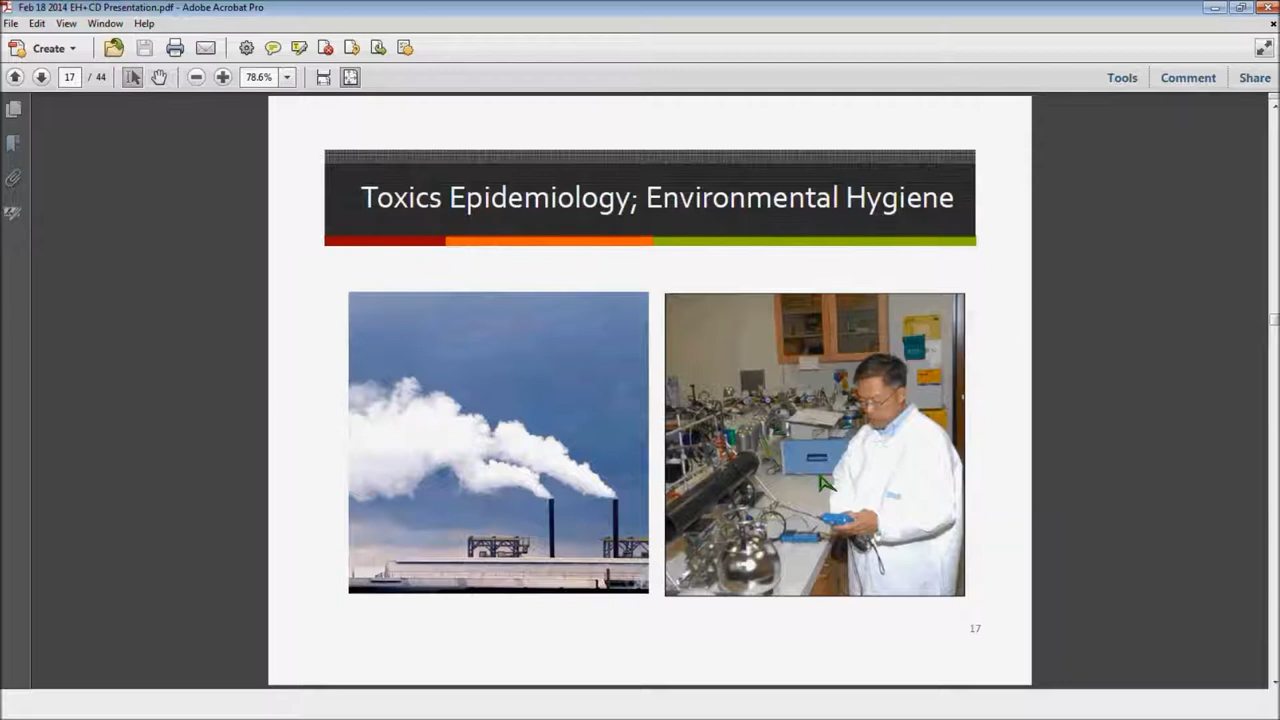 Feb 18 2014 EH+CD Presentation.pdf - Adobe Acrobat Pro
File Edit View Window Help
Create
17 / 44 78.6% Tools Comment Share
Toxics Epidemiology; Environmental Hygiene
17